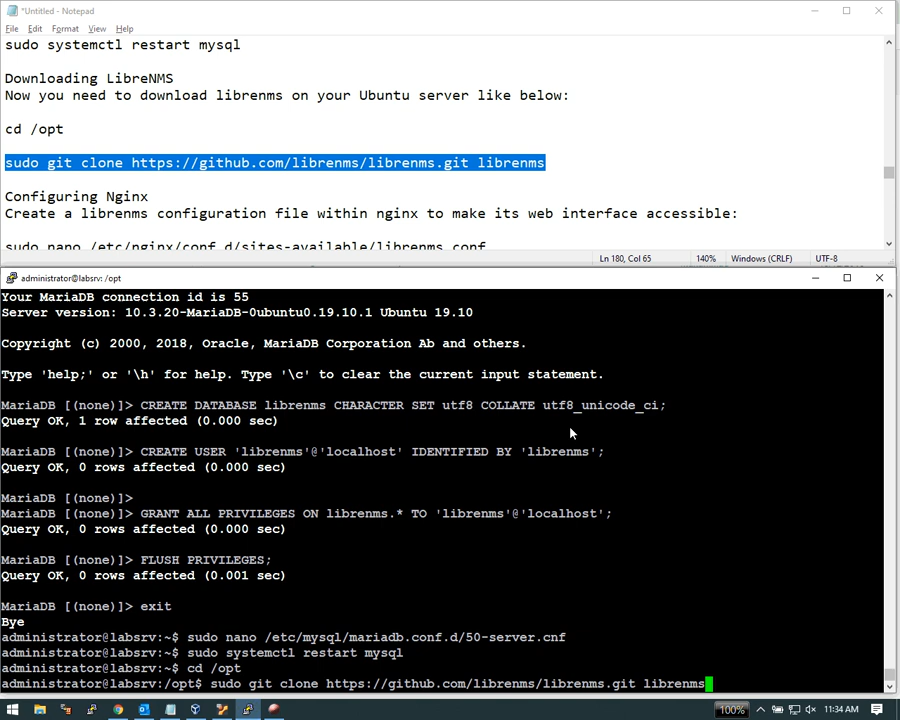 *Untitled - Notepad
File Edit Format View Help
sudo systemctl restart mysql
Downloading LibreNMS
Now you need to download librenms on your Ubuntu server like below:
cd /opt
sudo git clone https://github.com/librenms/librenms.git librenms
Configuring Nginx
Create a librenms configuration file within nginx to make its web interface accessible:
sudo nano /etc/nginx/conf.d/sites-available/librenms.conf
Ln 180, Col 65 140% Windows (CRLF) UTF-8
administrator@labsrv: /opt
Your MariaDB connection id is 55
Server version: 10.3.20-MariaDB-0ubuntu0.19.10.1 Ubuntu 19.10
Copyright (c) 2000, 2018, Oracle, MariaDB Corporation Ab and others.
Type 'help;' or '\h' for help. Type '\c' to clear the current input statement.
MariaDB [(none)]> CREATE DATABASE librenms CHARACTER SET utf8 COLLATE utf8_unicode_ci;
Query OK, 1 row affected (0.000 sec)
MariaDB [(none)]> CREATE USER 'librenms'@'localhost' IDENTIFIED BY 'librenms';
Query OK, 0 rows affected (0.000 sec)
MariaDB [(none)]>
MariaDB [(none)]> GRANT ALL PRIVILEGES ON librenms.* TO 'librenms'@'localhost';
Query OK, 0 rows affected (0.000 sec)
MariaDB [(none)]> FLUSH PRIVILEGES;
Query OK, 0 rows affected (0.001 sec)
MariaDB [(none)]> exit
Bye
administrator@labsrv:~$ sudo nano /etc/mysql/mariadb.conf.d/50-server.cnf
administrator@labsrv:~$ sudo systemctl restart mysql
administrator@labsrv:~$ cd /opt
administrator@labsrv:/opt$ sudo git clone https://github.com/librenms/librenms.git librenms
100% 11:34 AM